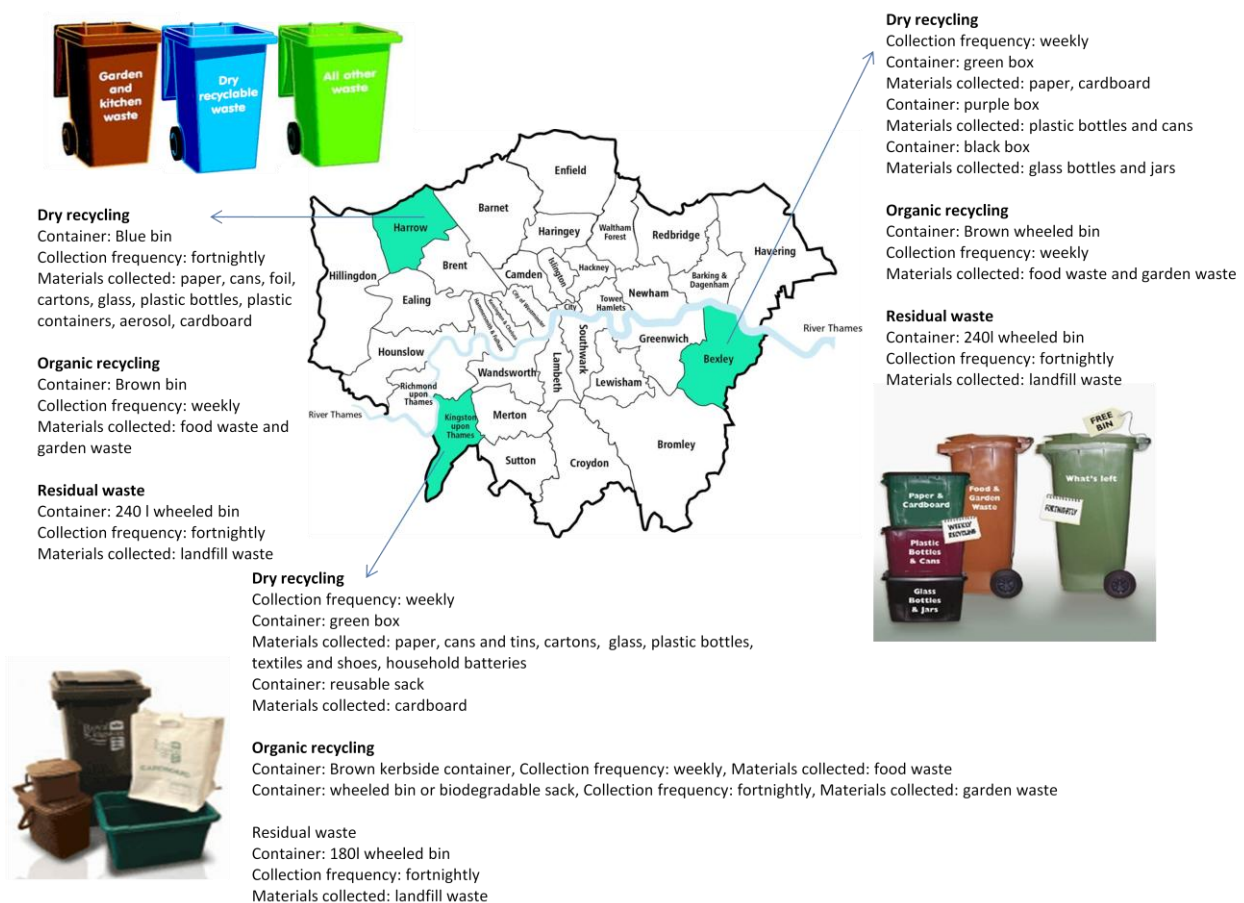 Garden
and
kitchen
waste
Dry
recyclable
waste
All other
waste
Dry recycling
Collection frequency: weekly
Container: green box
Materials collected: paper, cardboard
Container: purple box
Materials collected: plastic bottles and cans
Container: black box
Materials collected: glass bottles and jars
Organic recycling
Container: Brown wheeled bin
Collection frequency: weekly
Materials collected: food waste and garden waste
Residual waste
Container: 240l wheeled bin
Collection frequency: fortnightly
Materials collected: landfill waste
Dry recycling
Container: Blue bin
Collection frequency: fortnightly
Materials collected: paper, cans, foil,
cartons, glass, plastic bottles, plastic
containers, aerosol, cardboard
Organic recycling
Container: Brown bin
Collection frequency: weekly
Materials collected: food waste and
garden waste
Residual waste
Container: 240 l wheeled bin
Collection frequency: fortnightly
Materials collected: landfill waste
Enfield
Barnet
Harrow
Haringey
Waltham
Forest
Redbridge
Havering
Hillingdon
Brent
Camden
Islington
Hackney
Barking &
Dagenham
Ealing
Hammersmith & Fulham
Kensington & Chelsea
City of Westminster
City
Tower
Hamlets
Newham
River Thames
Hounslow
Greenwich
Bexley
Richmond
upon
Thames
Wandsworth
Lambeth
Southwark
Lewisham
River Thames
Kingston
upon
Thames
Merton
Sutton
Croydon
Bromley
FREE
BIN
Paper &
Cardboard
Food &
Garden
Waste
What's left
FORTNIGHTLY
WEEKLY
RECYCLING
Plastic
Bottles
& Cans
Glass
Bottles
& Jars
Dry recycling
Collection frequency: weekly
Container: green box
Materials collected: paper, cans and tins, cartons,  glass, plastic bottles,
textiles and shoes, household batteries
Container: reusable sack
Materials collected: cardboard
Organic recycling
Container: Brown kerbside container, Collection frequency: weekly, Materials collected: food waste
Container: wheeled bin or biodegradable sack, Collection frequency: fortnightly, Materials collected: garden waste
Residual waste
Container: 180l wheeled bin
Collection frequency: fortnightly
Materials collected: landfill waste